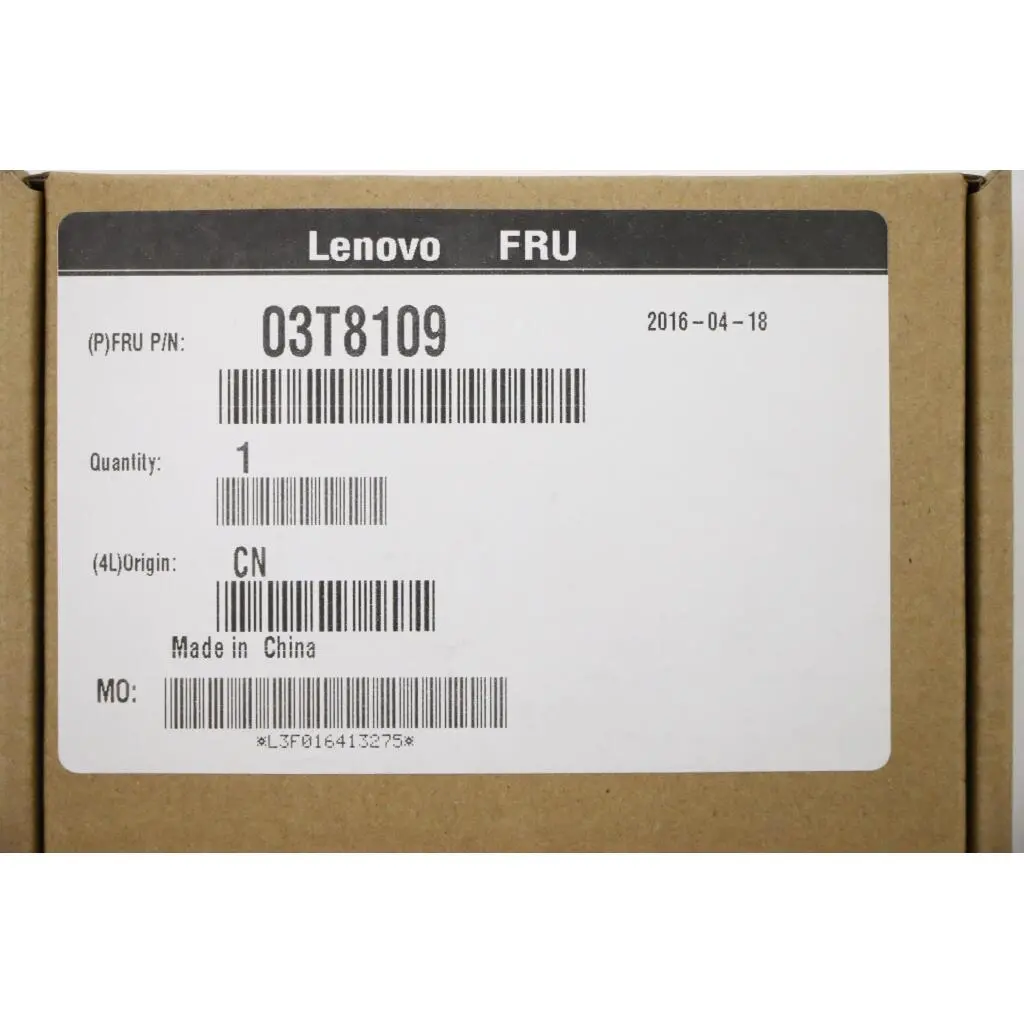 Lenovo FRU
(P)FRU P/N: 03T8109
2016-04-18
Quantity: 1
(4L)Origin: CN
Made in China
MO:
*L3F016413275*